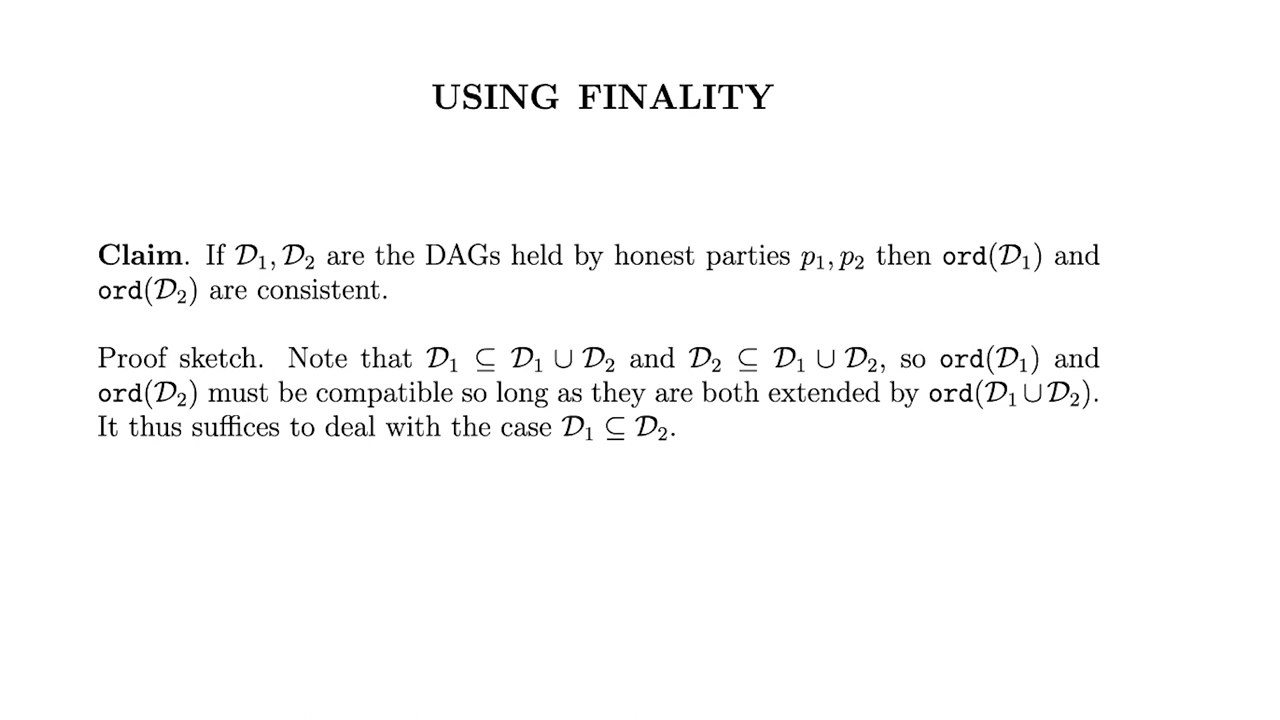 USING FINALITY
Claim. If 𝒟₁, 𝒟₂ are the DAGs held by honest parties p₁, p₂ then ord(𝒟₁) and
ord(𝒟₂) are consistent.
Proof sketch. Note that 𝒟₁ ⊆ 𝒟₁ ∪ 𝒟₂ and 𝒟₂ ⊆ 𝒟₁ ∪ 𝒟₂, so ord(𝒟₁) and
ord(𝒟₂) must be compatible so long as they are both extended by ord(𝒟₁∪𝒟₂).
It thus suffices to deal with the case 𝒟₁ ⊆ 𝒟₂.